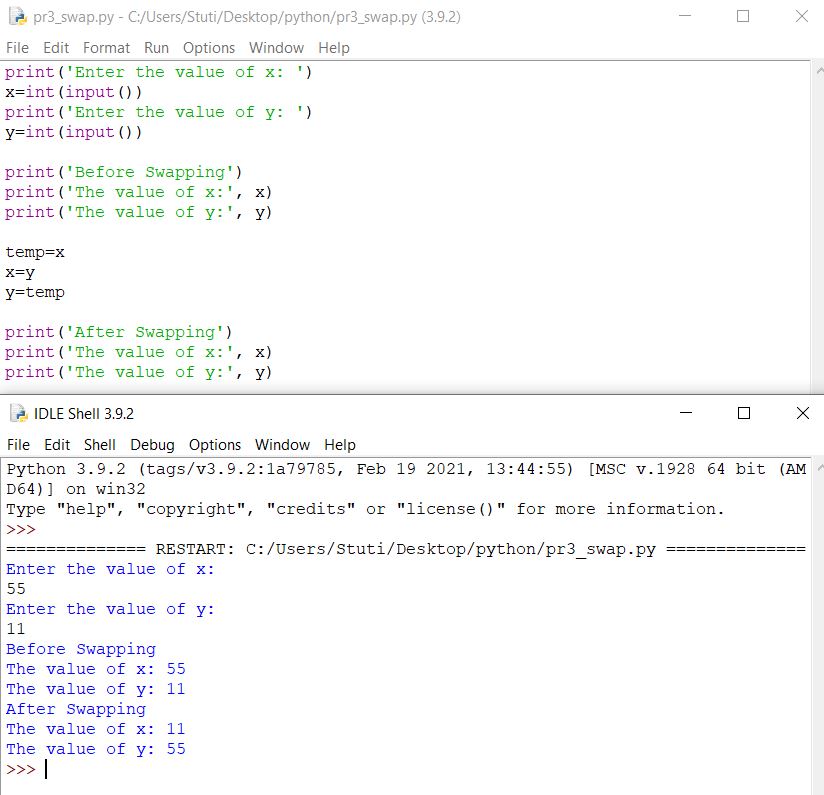 pr3_swap.py - C:/Users/Stuti/Desktop/python/pr3_swap.py (3.9.2)
File Edit Format Run Options Window Help
print('Enter the value of x: ')
x=int(input())
print('Enter the value of y: ')
y=int(input())
print('Before Swapping')
print('The value of x:', x)
print('The value of y:', y)
temp=x
x=y
y=temp
print('After Swapping')
print('The value of x:', x)
print('The value of y:', y)
IDLE Shell 3.9.2
File Edit Shell Debug Options Window Help
Python 3.9.2 (tags/v3.9.2:1a79785, Feb 19 2021, 13:44:55) [MSC v.1928 64 bit (AM
D64)] on win32
Type "help", "copyright", "credits" or "license()" for more information.
>>>
============== RESTART: C:/Users/Stuti/Desktop/python/pr3_swap.py ==============
Enter the value of x:
55
Enter the value of y:
11
Before Swapping
The value of x: 55
The value of y: 11
After Swapping
The value of x: 11
The value of y: 55
>>>